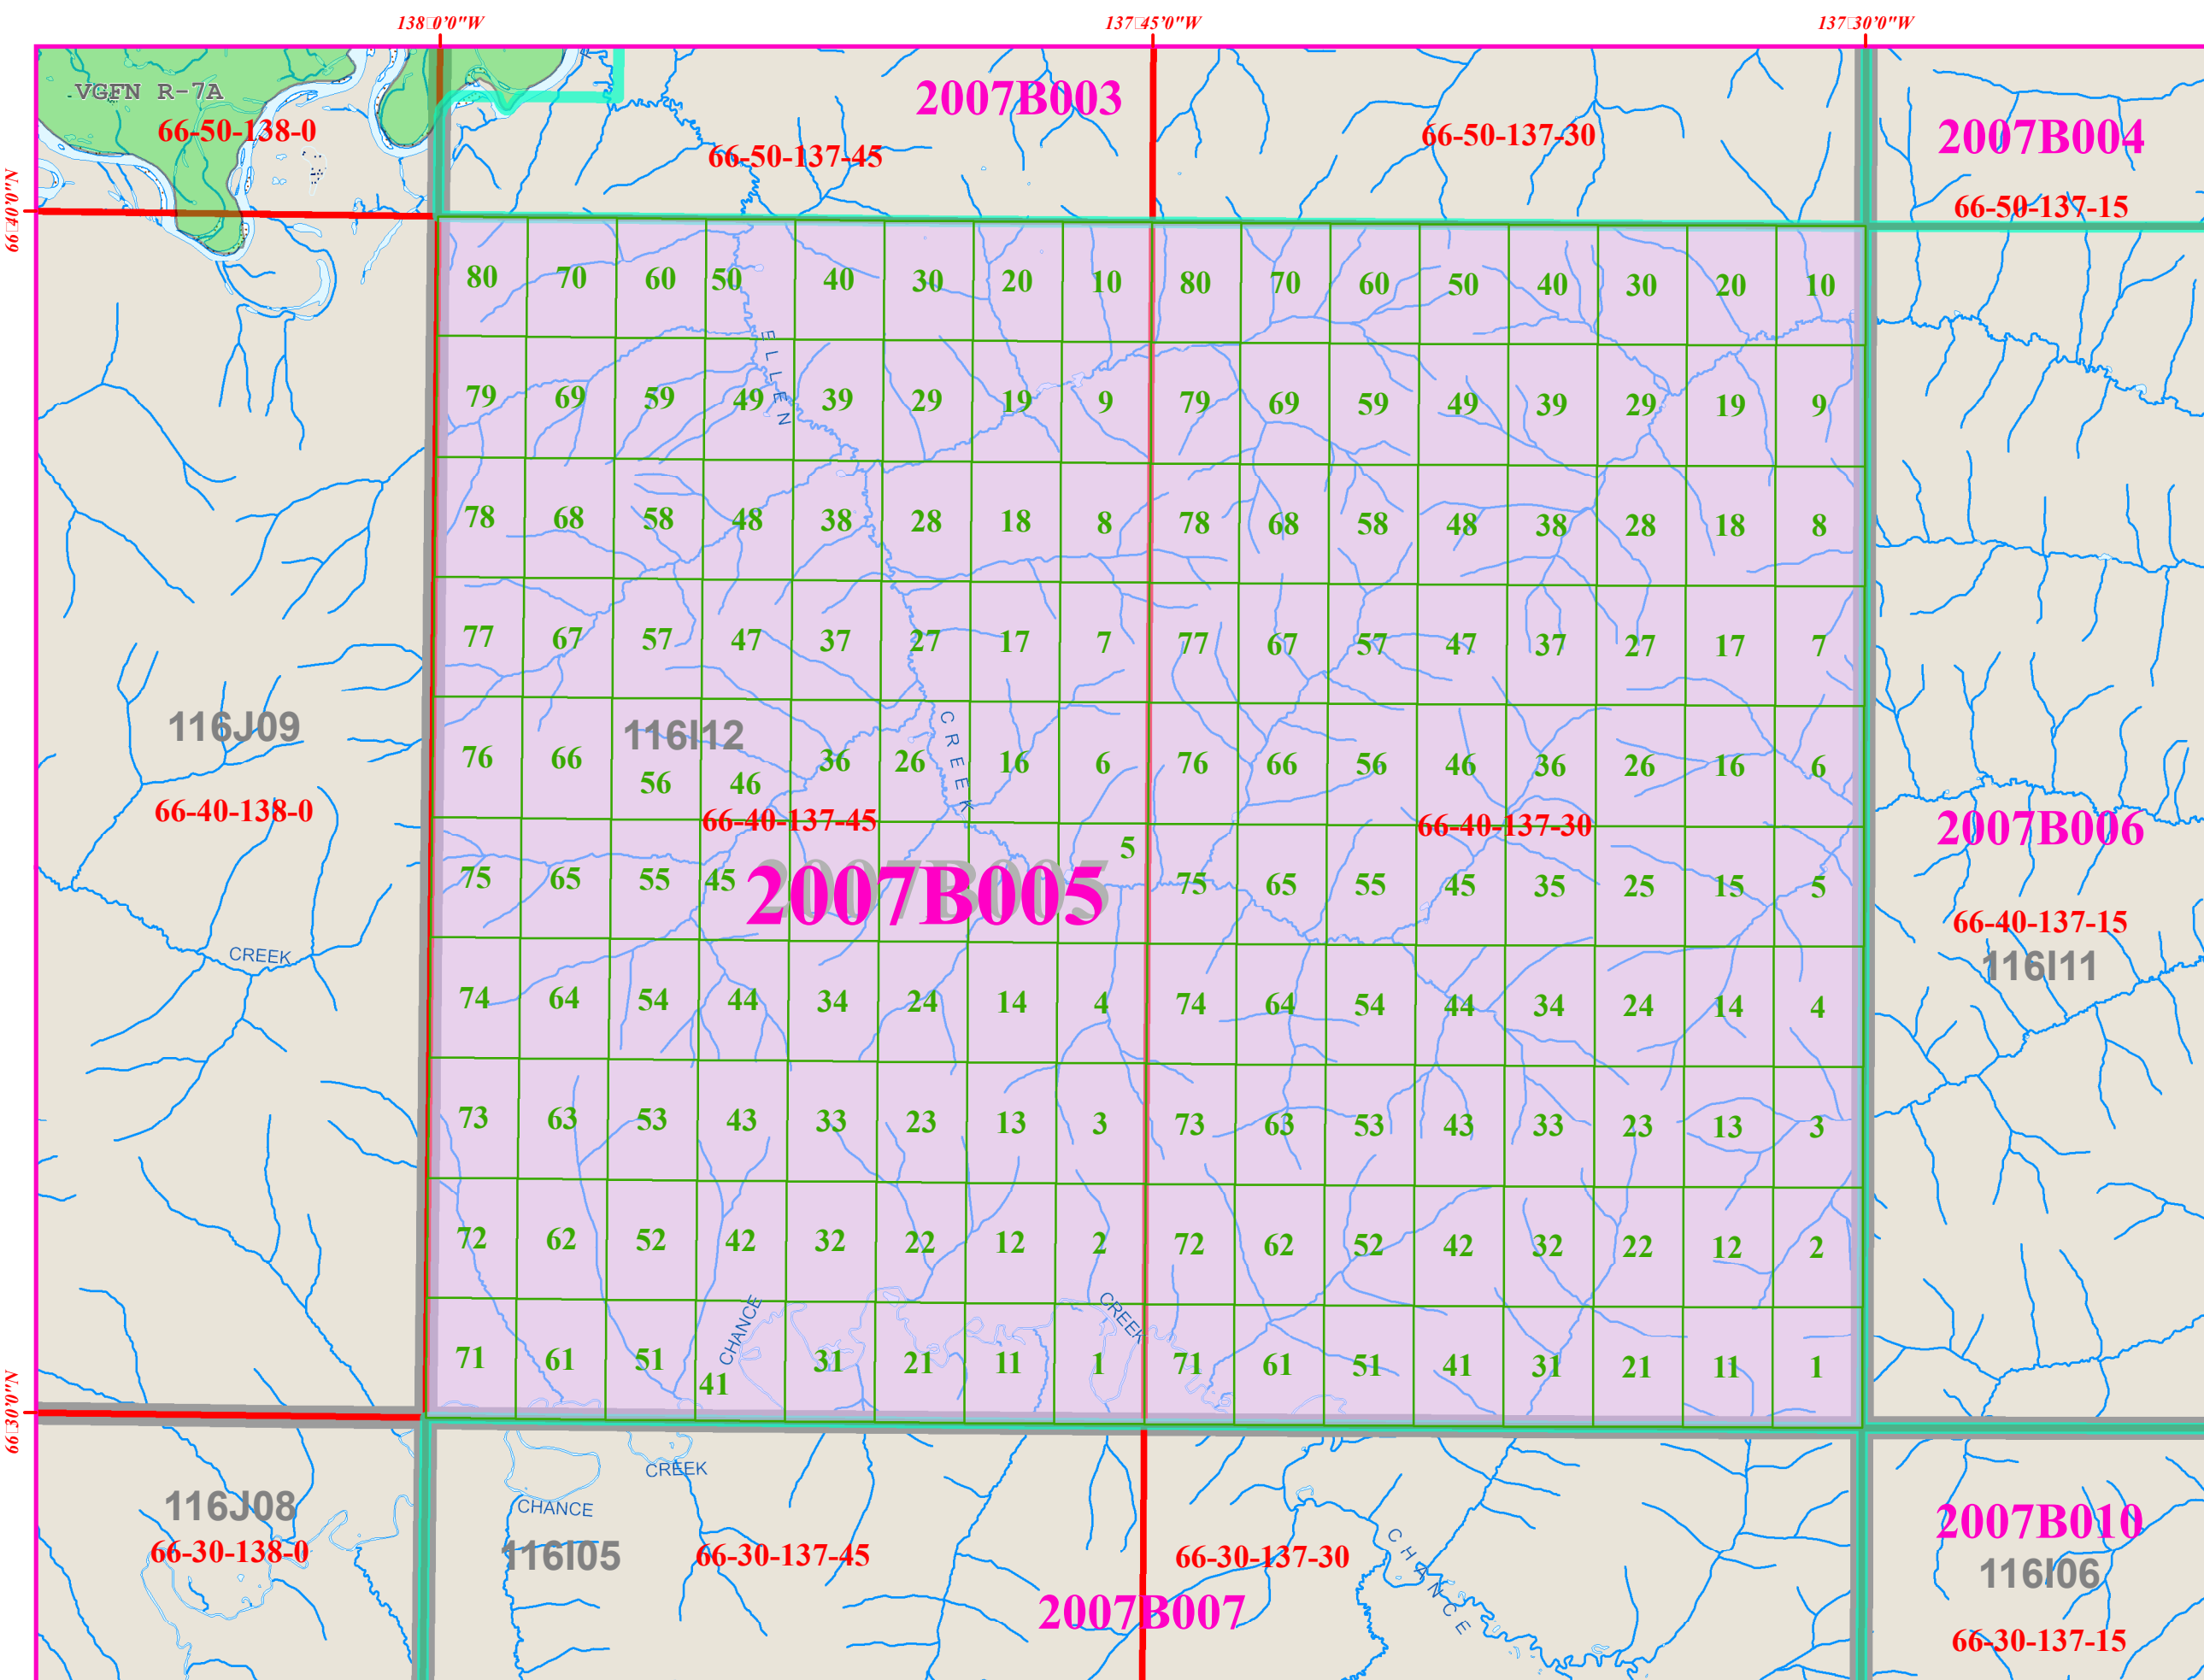 138▯0'0"W 137▯45'0"W 137▯30'0"W
66▯40'0"N
66▯30'0"N
VGFN R-7A
66-50-138-0
66-50-137-45
2007B003
66-50-137-30
2007B004
66-50-137-15
80 70 60 50 40 30 20 10 80 70 60 50 40 30 20 10
79 69 59 49 39 29 19 9 79 69 59 49 39 29 19 9
78 68 58 48 38 28 18 8 78 68 58 48 38 28 18 8
77 67 57 47 37 27 17 7 77 67 57 47 37 27 17 7
76 66 56 46 36 26 16 6 76 66 56 46 36 26 16 6
75 65 55 45 5 75 65 55 45 35 25 15 5
74 64 54 44 34 24 14 4 74 64 54 44 34 24 14 4
73 63 53 43 33 23 13 3 73 63 53 43 33 23 13 3
72 62 52 42 32 22 12 2 72 62 52 42 32 22 12 2
71 61 51 41 31 21 11 1 71 61 51 41 31 21 11 1
ELLEN
CREEK
116J09
116I12
66-40-138-0
66-40-137-45
66-40-137-30
2007B005
2007B006
66-40-137-15
116I11
CREEK
CHANCE
CREEK
CREEK
CHANCE
116J08
66-30-138-0
116I05
66-30-137-45
66-30-137-30
2007B007
CHANCE
2007B010
116I06
66-30-137-15